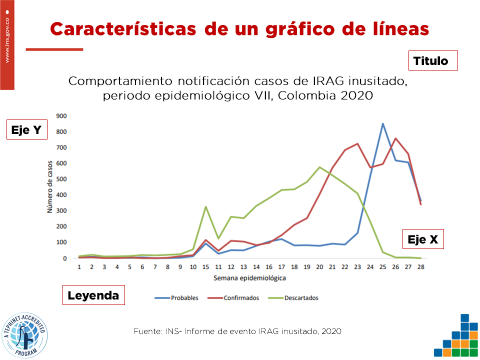 www.ins.gov.co
Características de un gráfico de líneas
Titulo
Comportamiento notificación casos de IRAG inusitado,
periodo epidemiológico VII, Colombia 2020
Eje Y
Número de casos
900
800
700
600
500
400
300
200
100
0
1 2 3 4 5 6 7 8 9 10 11 12 13 14 15 16 17 18 19 20 21 22 23 24 25 26 27 28
Eje X
Semana epidemiológica
Leyenda
Probables Confirmados Descartados
Fuente: INS- Informe de evento IRAG inusitado, 2020
A TEPHINET ACCREDITED
PROGRAM